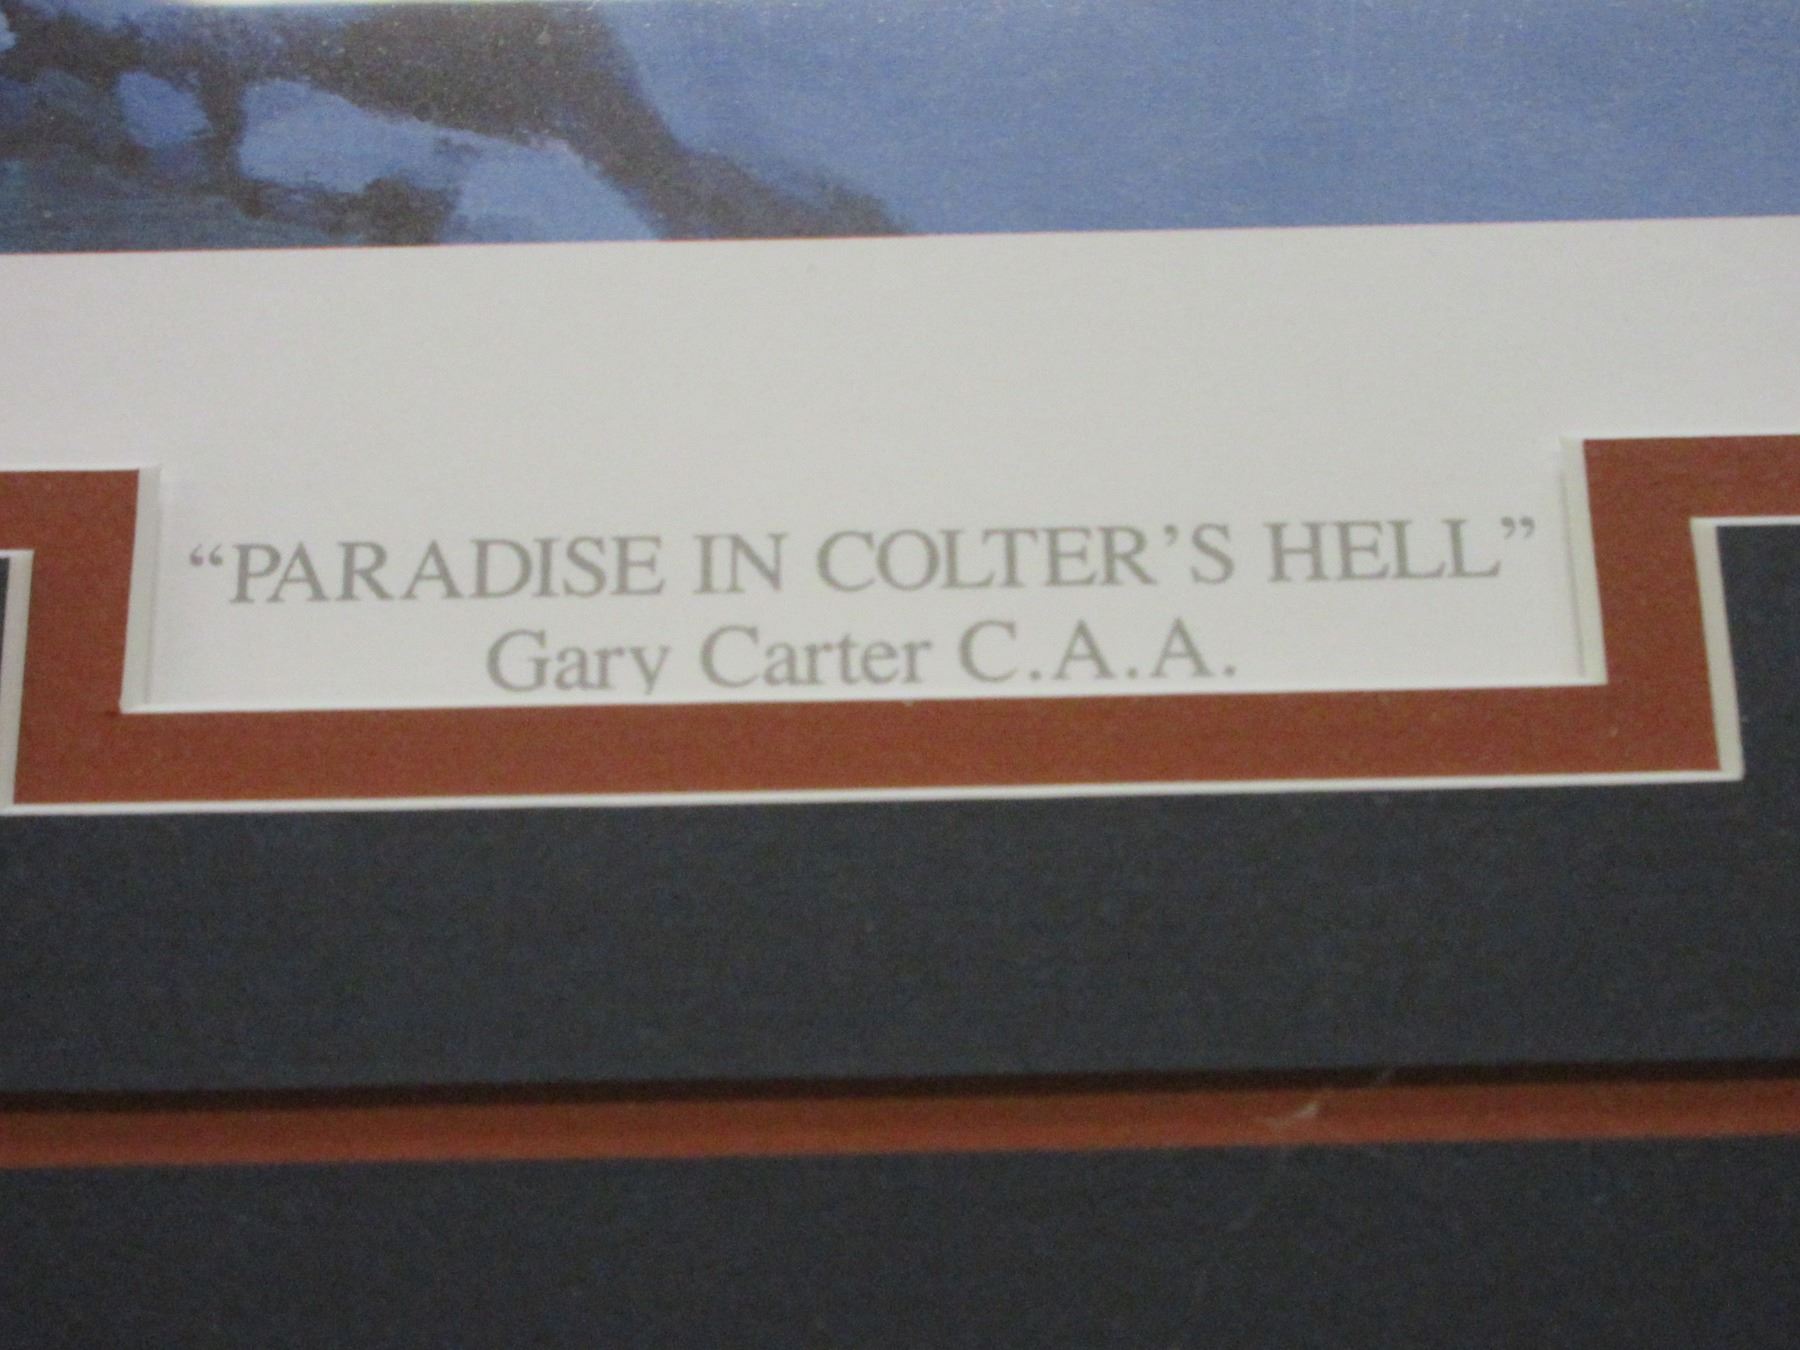 “PARADISE IN COLTER’S HELL”
Gary Carter C.A.A.